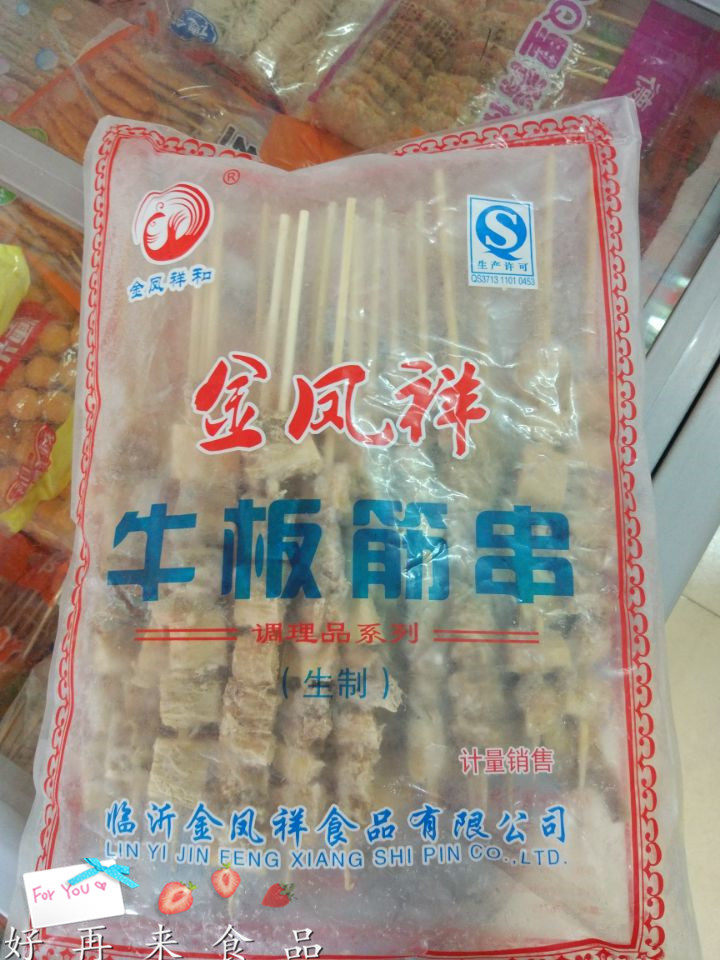 ®
金凤祥和
生产许可
QS3713 1101 0453
金凤祥
牛板筋串
调理品系列
（生制）
计量销售
临沂金凤祥食品有限公司
LIN YI JIN FENG XIANG SHI PIN CO.,LTD.
For You
好再来食品